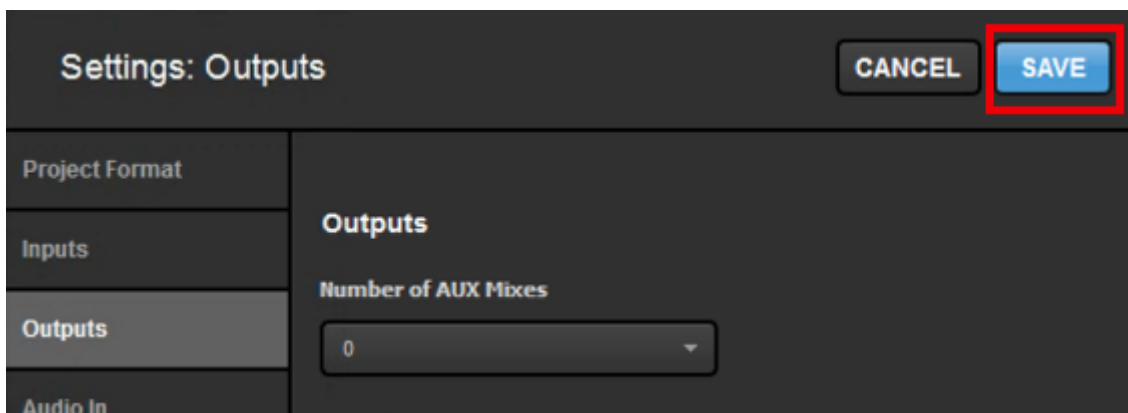 Settings: Outputs
CANCEL
SAVE
Project Format
Inputs
Outputs
Audio In
Outputs
Number of AUX Mixes
0